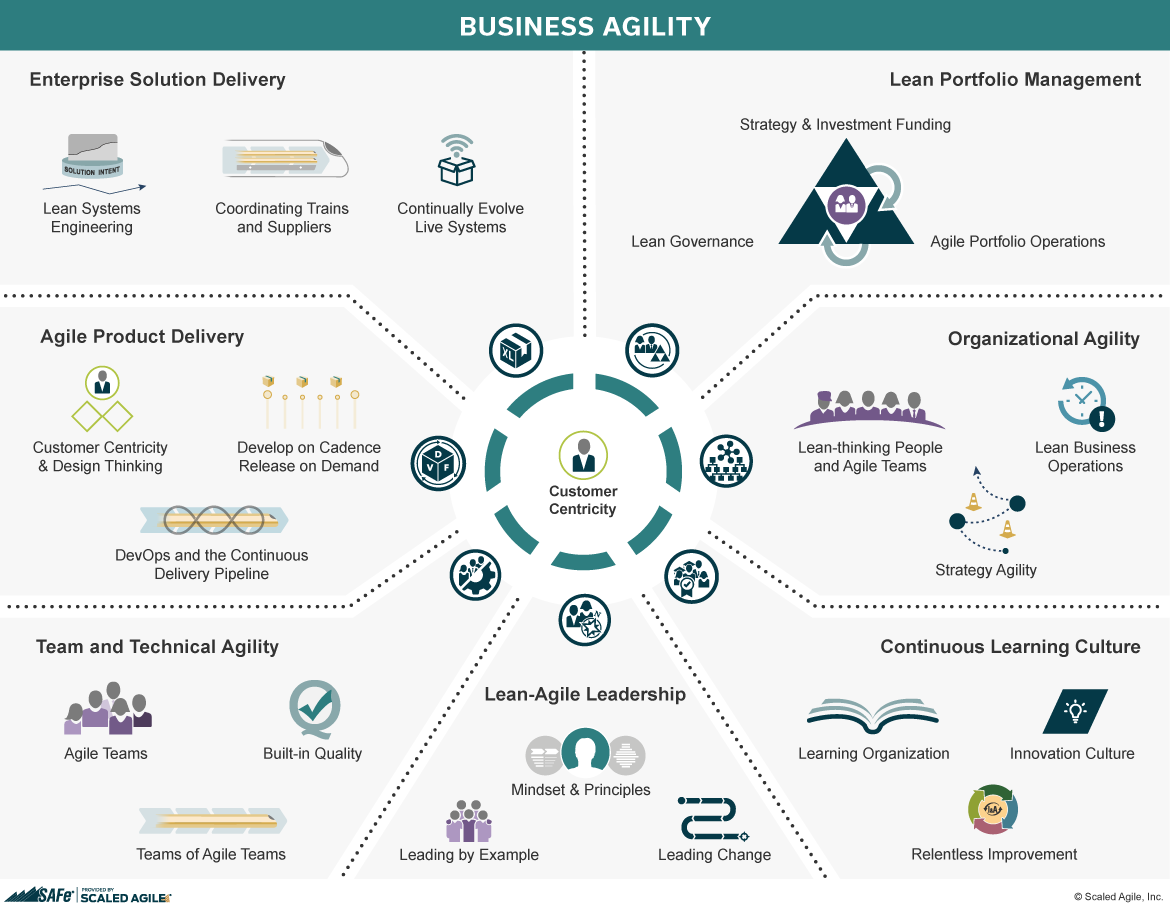 BUSINESS AGILITY
Enterprise Solution Delivery
SOLUTION INTENT
Lean Systems
Engineering
Coordinating Trains
and Suppliers
Continually Evolve
Live Systems
Lean Portfolio Management
Strategy & Investment Funding
Lean Governance
Agile Portfolio Operations
Agile Product Delivery
Customer Centricity
& Design Thinking
Develop on Cadence
Release on Demand
DevOps and the Continuous
Delivery Pipeline
XL
D
V F
Customer
Centricity
N
Organizational Agility
Lean-thinking People
and Agile Teams
!
Lean Business
Operations
Strategy Agility
Team and Technical Agility
Agile Teams
Built-in Quality
Teams of Agile Teams
Lean-Agile Leadership
Mindset & Principles
Leading by Example
Leading Change
Continuous Learning Culture
Learning Organization
Innovation Culture
I&A
Relentless Improvement
SAFe® PROVIDED BY
SCALED AGILE
© Scaled Agile, Inc.